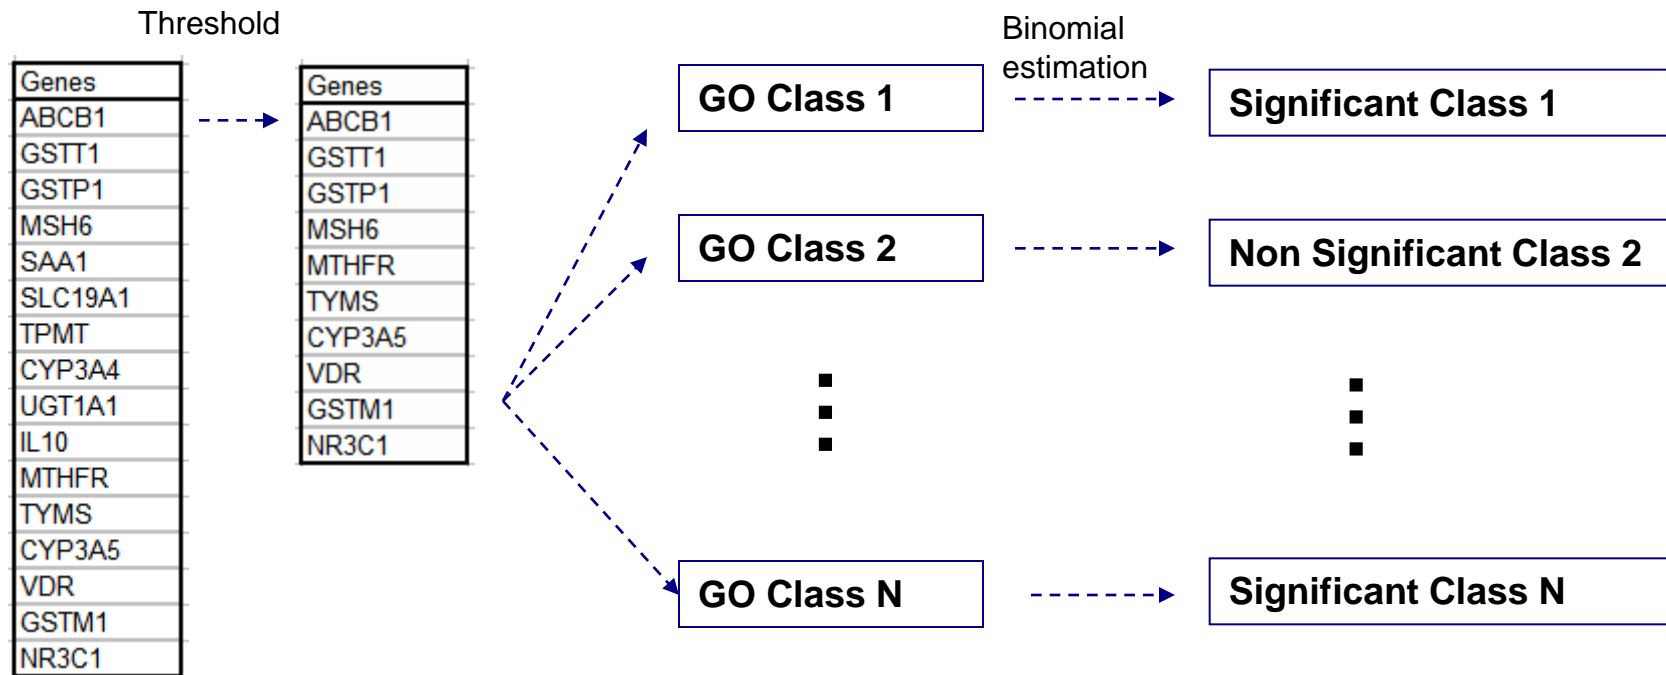 Threshold
Genes
ABCB1
GSTT1
GSTP1
MSH6
SAA1
SLC19A1
TPMT
CYP3A4
UGT1A1
IL10
MTHFR
TYMS
CYP3A5
VDR
GSTM1
NR3C1
Genes
ABCB1
GSTT1
GSTP1
MSH6
MTHFR
TYMS
CYP3A5
VDR
GSTM1
NR3C1
GO Class 1
GO Class 2
GO Class N
Binomial
estimation
Significant Class 1
Non Significant Class 2
Significant Class N